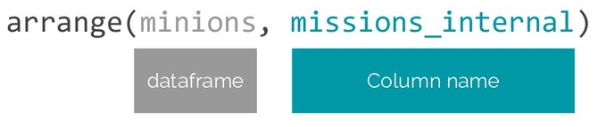 arrange(minions, missions_internal)
dataframe Column name